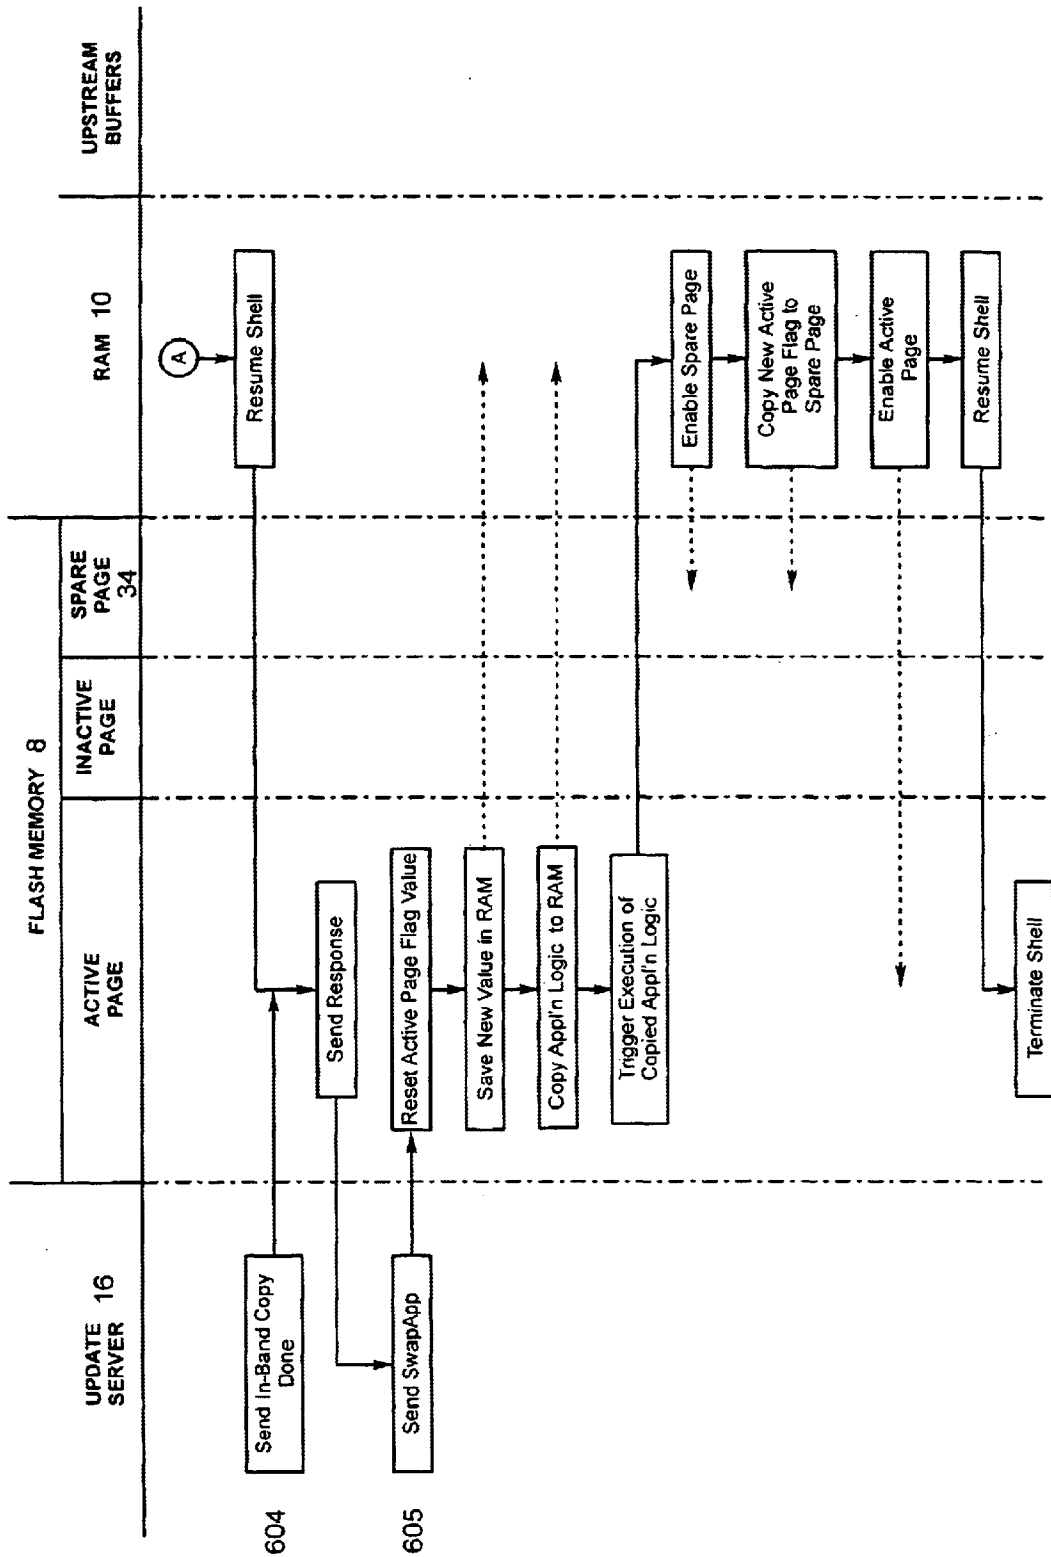 FLASH MEMORY 8
UPDATE
SERVER 16
ACTIVE
PAGE
INACTIVE
PAGE
SPARE
PAGE
34
RAM 10
UPSTREAM
BUFFERS
A
604
Send In-Band Copy
Done
Resume Shell
Send Response
605
Send SwapApp
Reset Active Page Flag Value
Save New Value in RAM
Copy Appl'n Logic to RAM
Trigger Execution of
Copied Appl'n Logic
Enable Spare Page
Copy New Active
Page Flag to
Spare Page
Enable Active
Page
Resume Shell
Terminate Shell